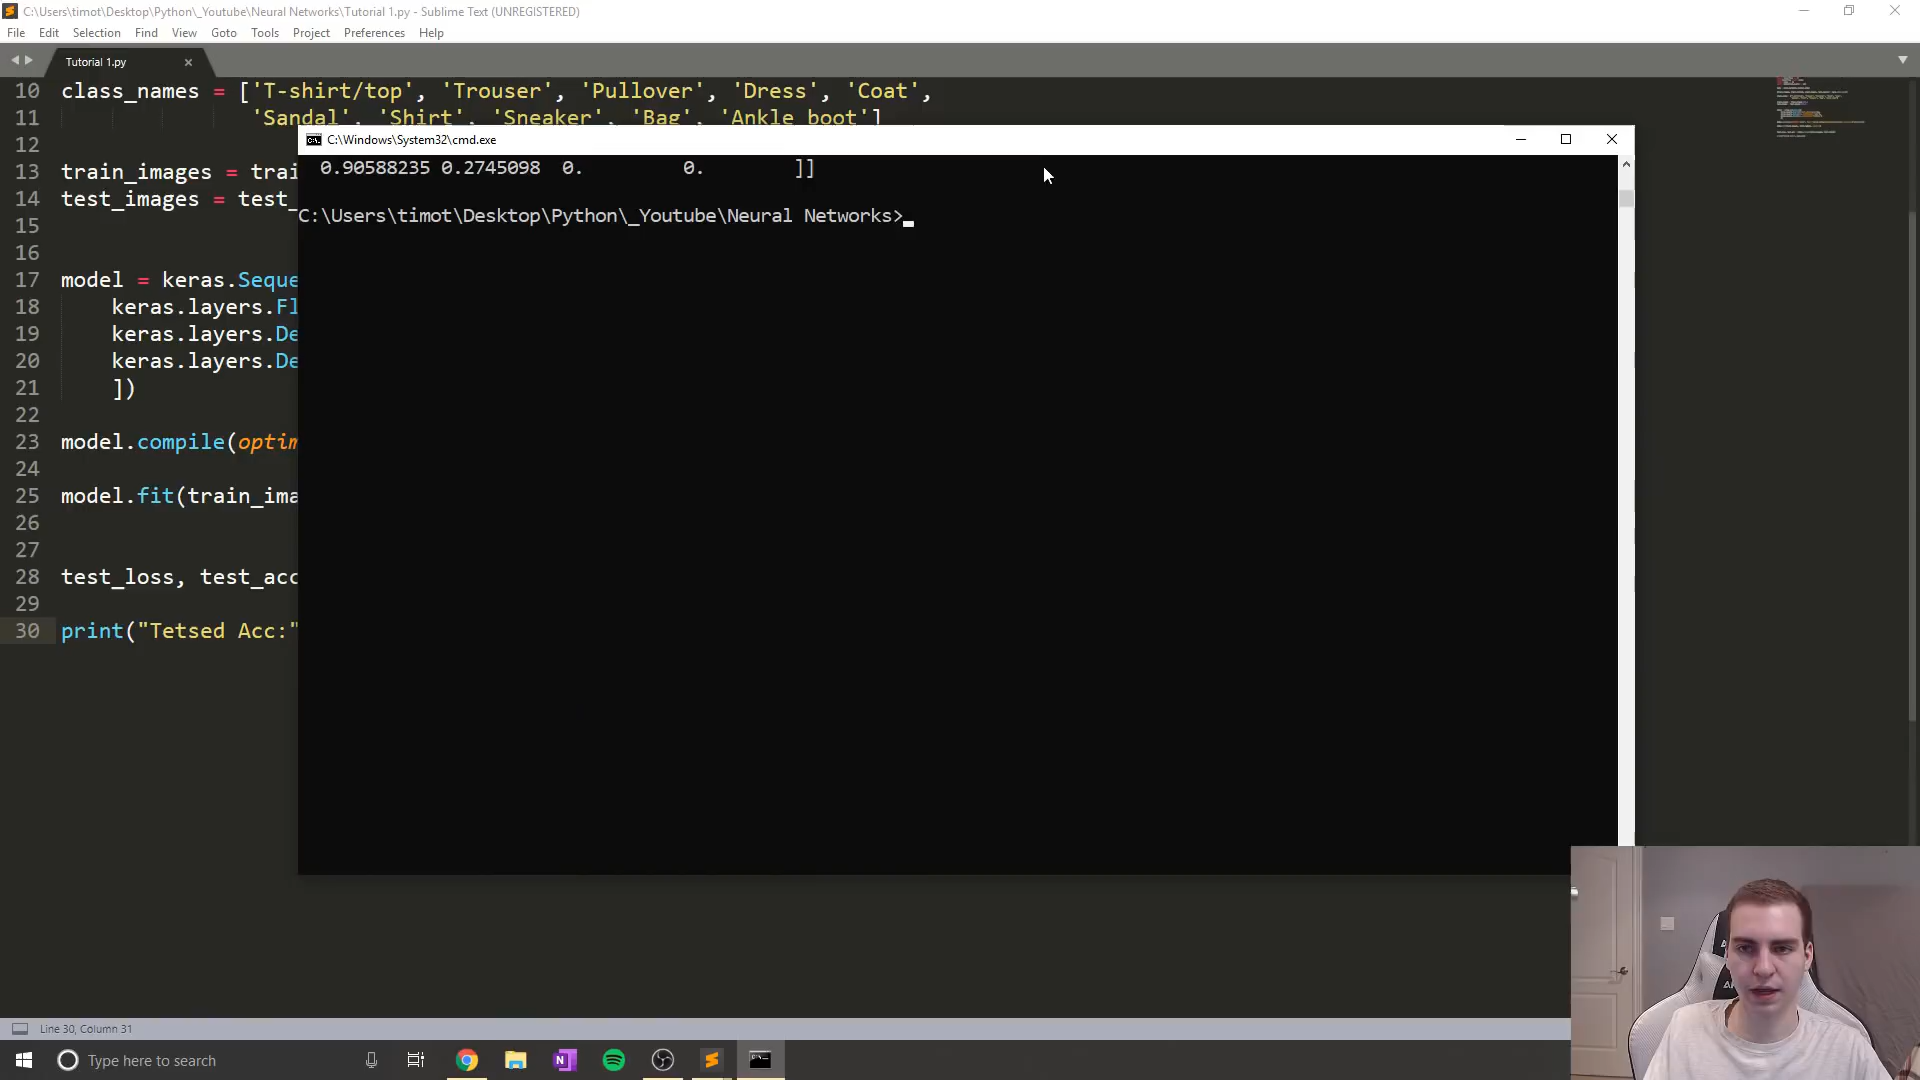 C:\Users\timot\Desktop\Python\_Youtube\Neural Networks\Tutorial 1.py - Sublime Text (UNREGISTERED)
File Edit Selection Find View Goto Tools Project Preferences Help
Tutorial 1.py
10 class_names = ['T-shirt/top', 'Trouser', 'Pullover', 'Dress', 'Coat',
11 'Sandal', 'Shirt', 'Sneaker', 'Bag', 'Ankle boot']
12
C:\Windows\System32\cmd.exe
13 train_images = trai
0.90588235 0.2745098 0. 0. ]]
14 test_images = test_
C:\Users\timot\Desktop\Python\_Youtube\Neural Networks>
15
16
17 model = keras.Seque
18 keras.layers.Fl
19 keras.layers.De
20 keras.layers.De
21 ])
22
23 model.compile(optim
24
25 model.fit(train_ima
26
27
28 test_loss, test_acc
29
30 print("Tetsed Acc:"
Line 30, Column 31
Type here to search